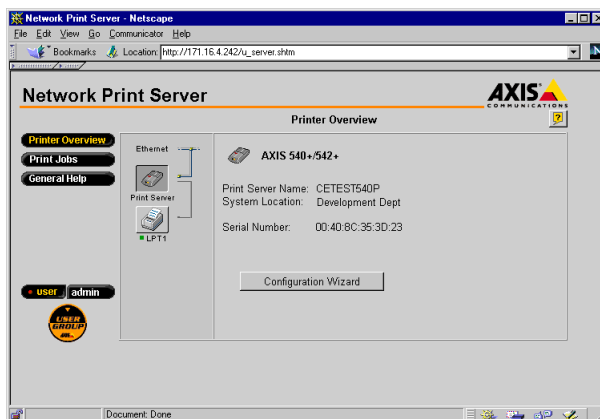 Network Print Server - Netscape
File Edit View Go Communicator Help
Bookmarks Location: http://171.16.4.242/u_server.shtm
Network Print Server
AXIS
COMMUNICATIONS
Printer Overview
?
Printer Overview
Print Jobs
General Help
Ethernet
Print Server
LPT1
AXIS 540+/542+
Print Server Name: CETEST540P
System Location: Development Dept
Serial Number: 00:40:8C:35:3D:23
Configuration Wizard
user admin
USER
GROUP
Document: Done